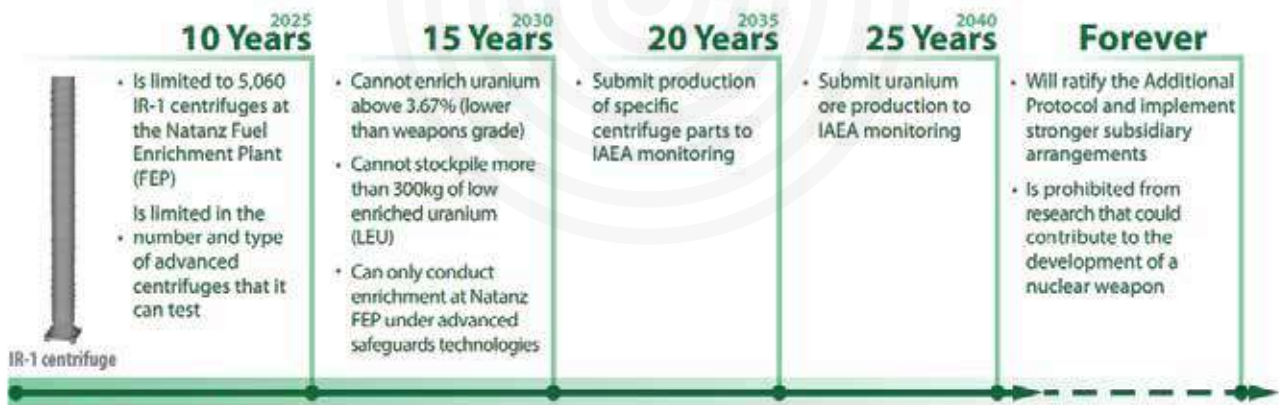 2025
10 Years
• Is limited to 5,060
IR-1 centrifuges at
the Natanz Fuel
Enrichment Plant
(FEP)
Is limited in the
• number and type
of advanced
centrifuges that it
can test
IR-1 centrifuge
2030
15 Years
• Cannot enrich uranium
above 3.67% (lower
than weapons grade)
• Cannot stockpile more
than 300kg of low
enriched uranium
(LEU)
• Can only conduct
enrichment at Natanz
FEP under advanced
safeguards technologies
2035
20 Years
• Submit production
of specific
centrifuge parts to
IAEA monitoring
2040
25 Years
• Submit uranium
ore production to
IAEA monitoring
Forever
• Will ratify the Additional
Protocol and implement
stronger subsidiary
arrangements
• Is prohibited from
research that could
contribute to the
development of a
nuclear weapon